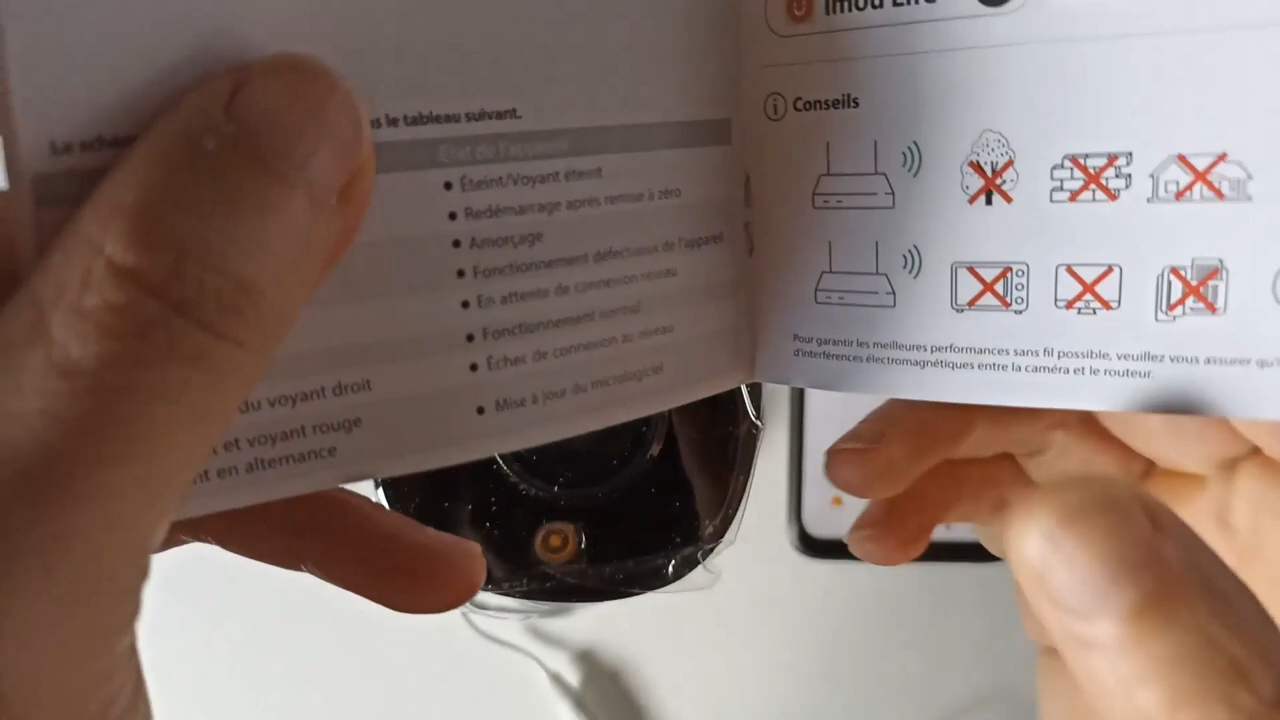 s le tableau suivant.
État de l'appareil
• Éteint/Voyant éteint
• Redémarrage après remise à zéro
• Amorçage
• Fonctionnement défectueux de l'appareil
• En attente de connexion réseau
• Fonctionnement normal
• Échec de connexion au réseau
du voyant droit
• Mise à jour du micrologiciel
et voyant rouge
nt en alternance
Imou Life
Conseils
Pour garantir les meilleures performances sans fil possible, veuillez vous assurer qu'
d'interférences électromagnétiques entre la caméra et le routeur.